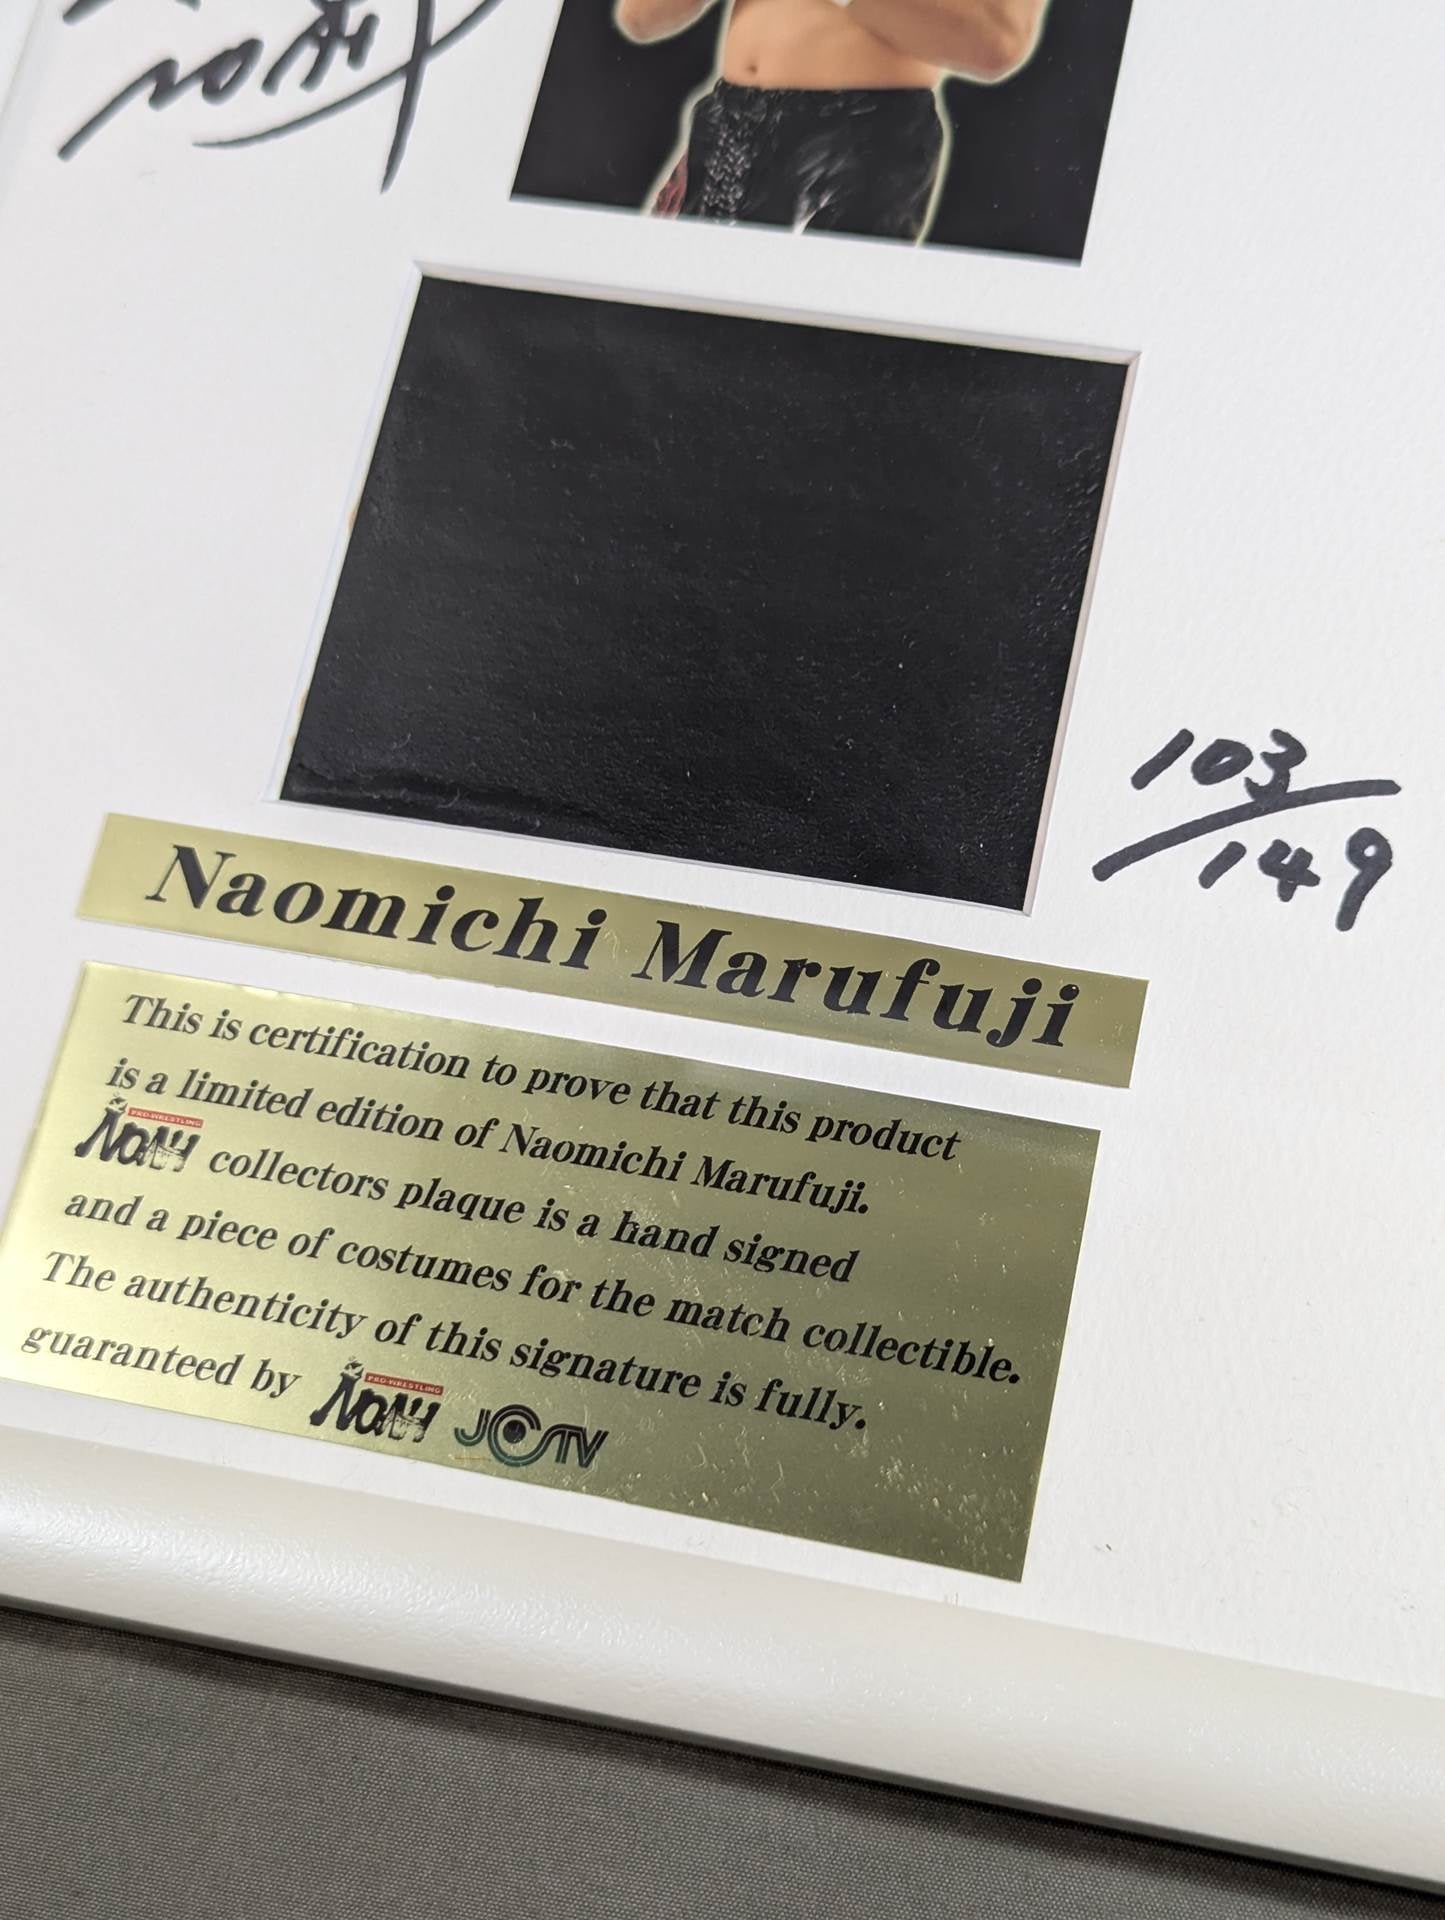 103/149
Naomichi Marufuji
This is certification to prove that this product
is a limited edition of Naomichi Marufuji.
PRO-WRESTLING NOAH collectors plaque is a hand signed
and a piece of costumes for the match collectible.
The authenticity of this signature is fully.
guaranteed by PRO-WRESTLING NOAH